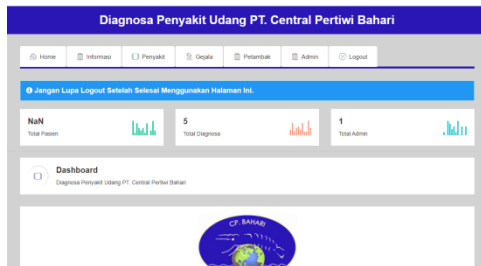 Diagnosa Penyakit Udang PT. Central Pertiwi Bahari
Home Informasi Penyakit Gejala Petambak Admin Logout
Jangan Lupa Logout Setelah Selesai Menggunakan Halaman Ini.
NaN
Total Pasien
5
Total Diagnosa
1
Total Admin
Dashboard
Diagnosa Penyakit Udang PT. Central Pertiwi Bahari
CP. BAHARI